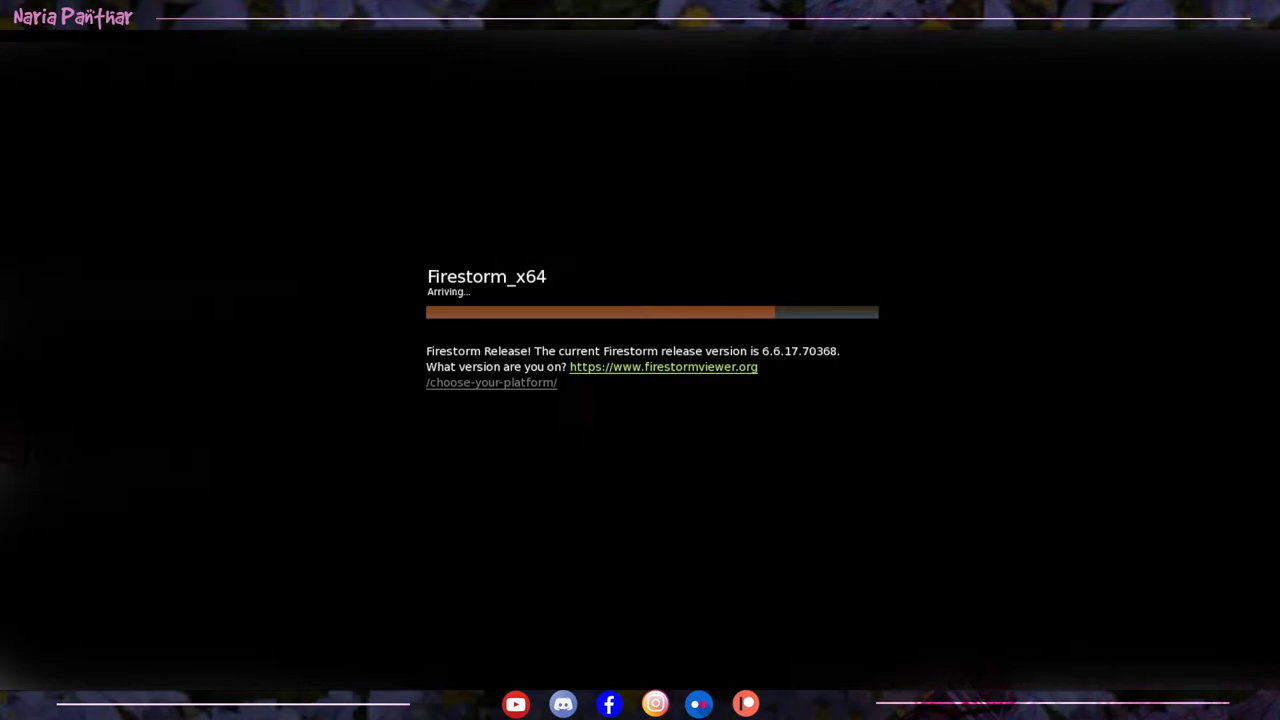 Naria Panthar
Firestorm_x64
Arriving...
Firestorm Release! The current Firestorm release version is 6.6.17.70368.
What version are you on? https://www.firestormviewer.org
/choose-your-platform/